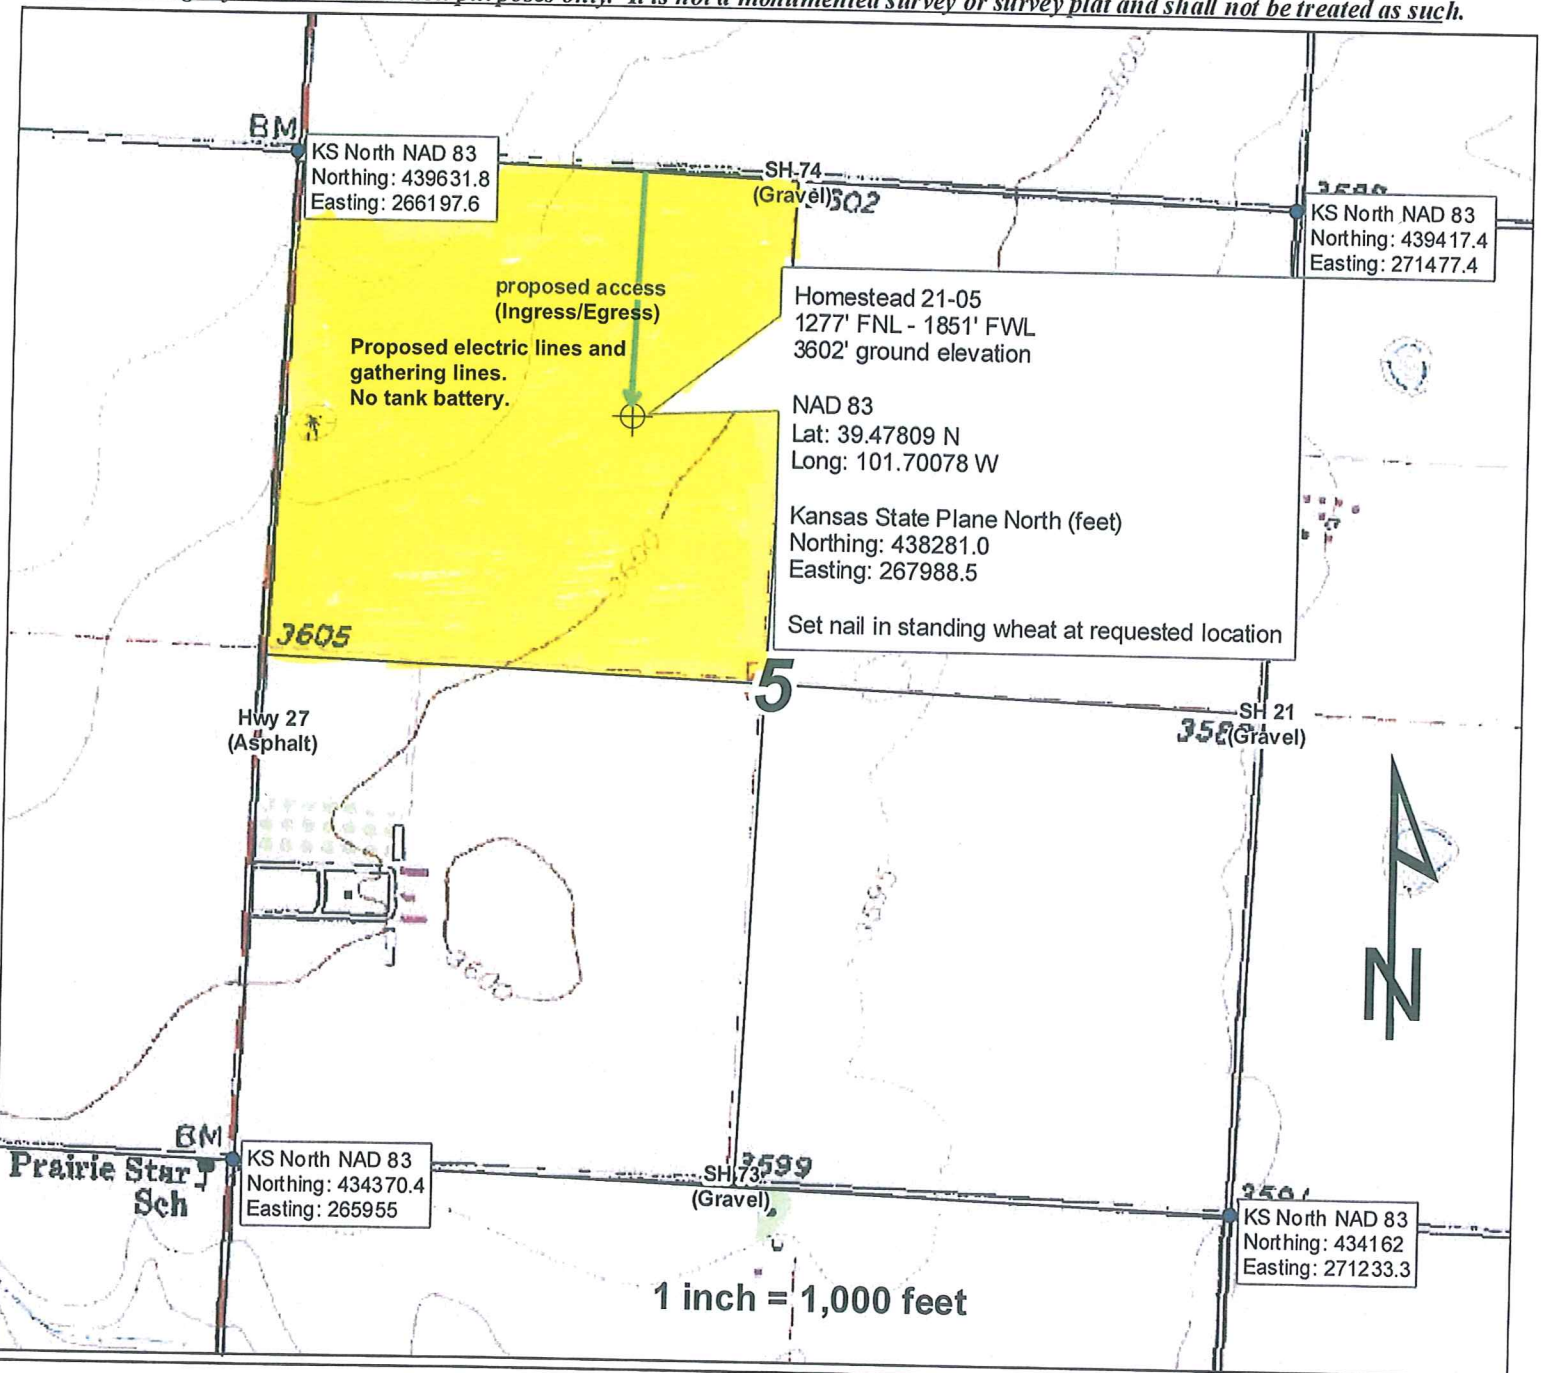 purposes only. It is not a monumented survey or survey plat and shall not be treated as such.
3600
BM
KS North NAD 83
Northing: 439631.8
Easting: 266197.6
SH-74
(Gravel)
KS North NAD 83
Northing: 439417.4
Easting: 271477.4
proposed access
(Ingress/Egress)
Proposed electric lines and
gathering lines.
No tank battery.
Homestead 21-05
1277' FNL - 1851' FWL
3602' ground elevation
NAD 83
Lat: 39.47809 N
Long: 101.70078 W
Kansas State Plane North (feet)
Northing: 438281.0
Easting: 267988.5
Set nail in standing wheat at requested location
3600
3605
5
Hwy 27
(Asphalt)
SH 21
(Gravel)
3595
3600
N
BM
Prairie Star
Sch
KS North NAD 83
Northing: 434370.4
Easting: 265955
3599
SH-73
(Gravel)
KS North NAD 83
Northing: 434162
Easting: 271233.3
1 inch = 1,000 feet